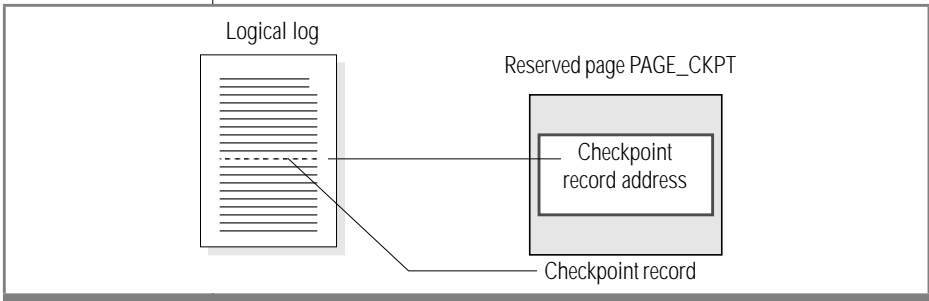 Logical log
Reserved page PAGE_CKPT
Checkpoint
record address
Checkpoint record